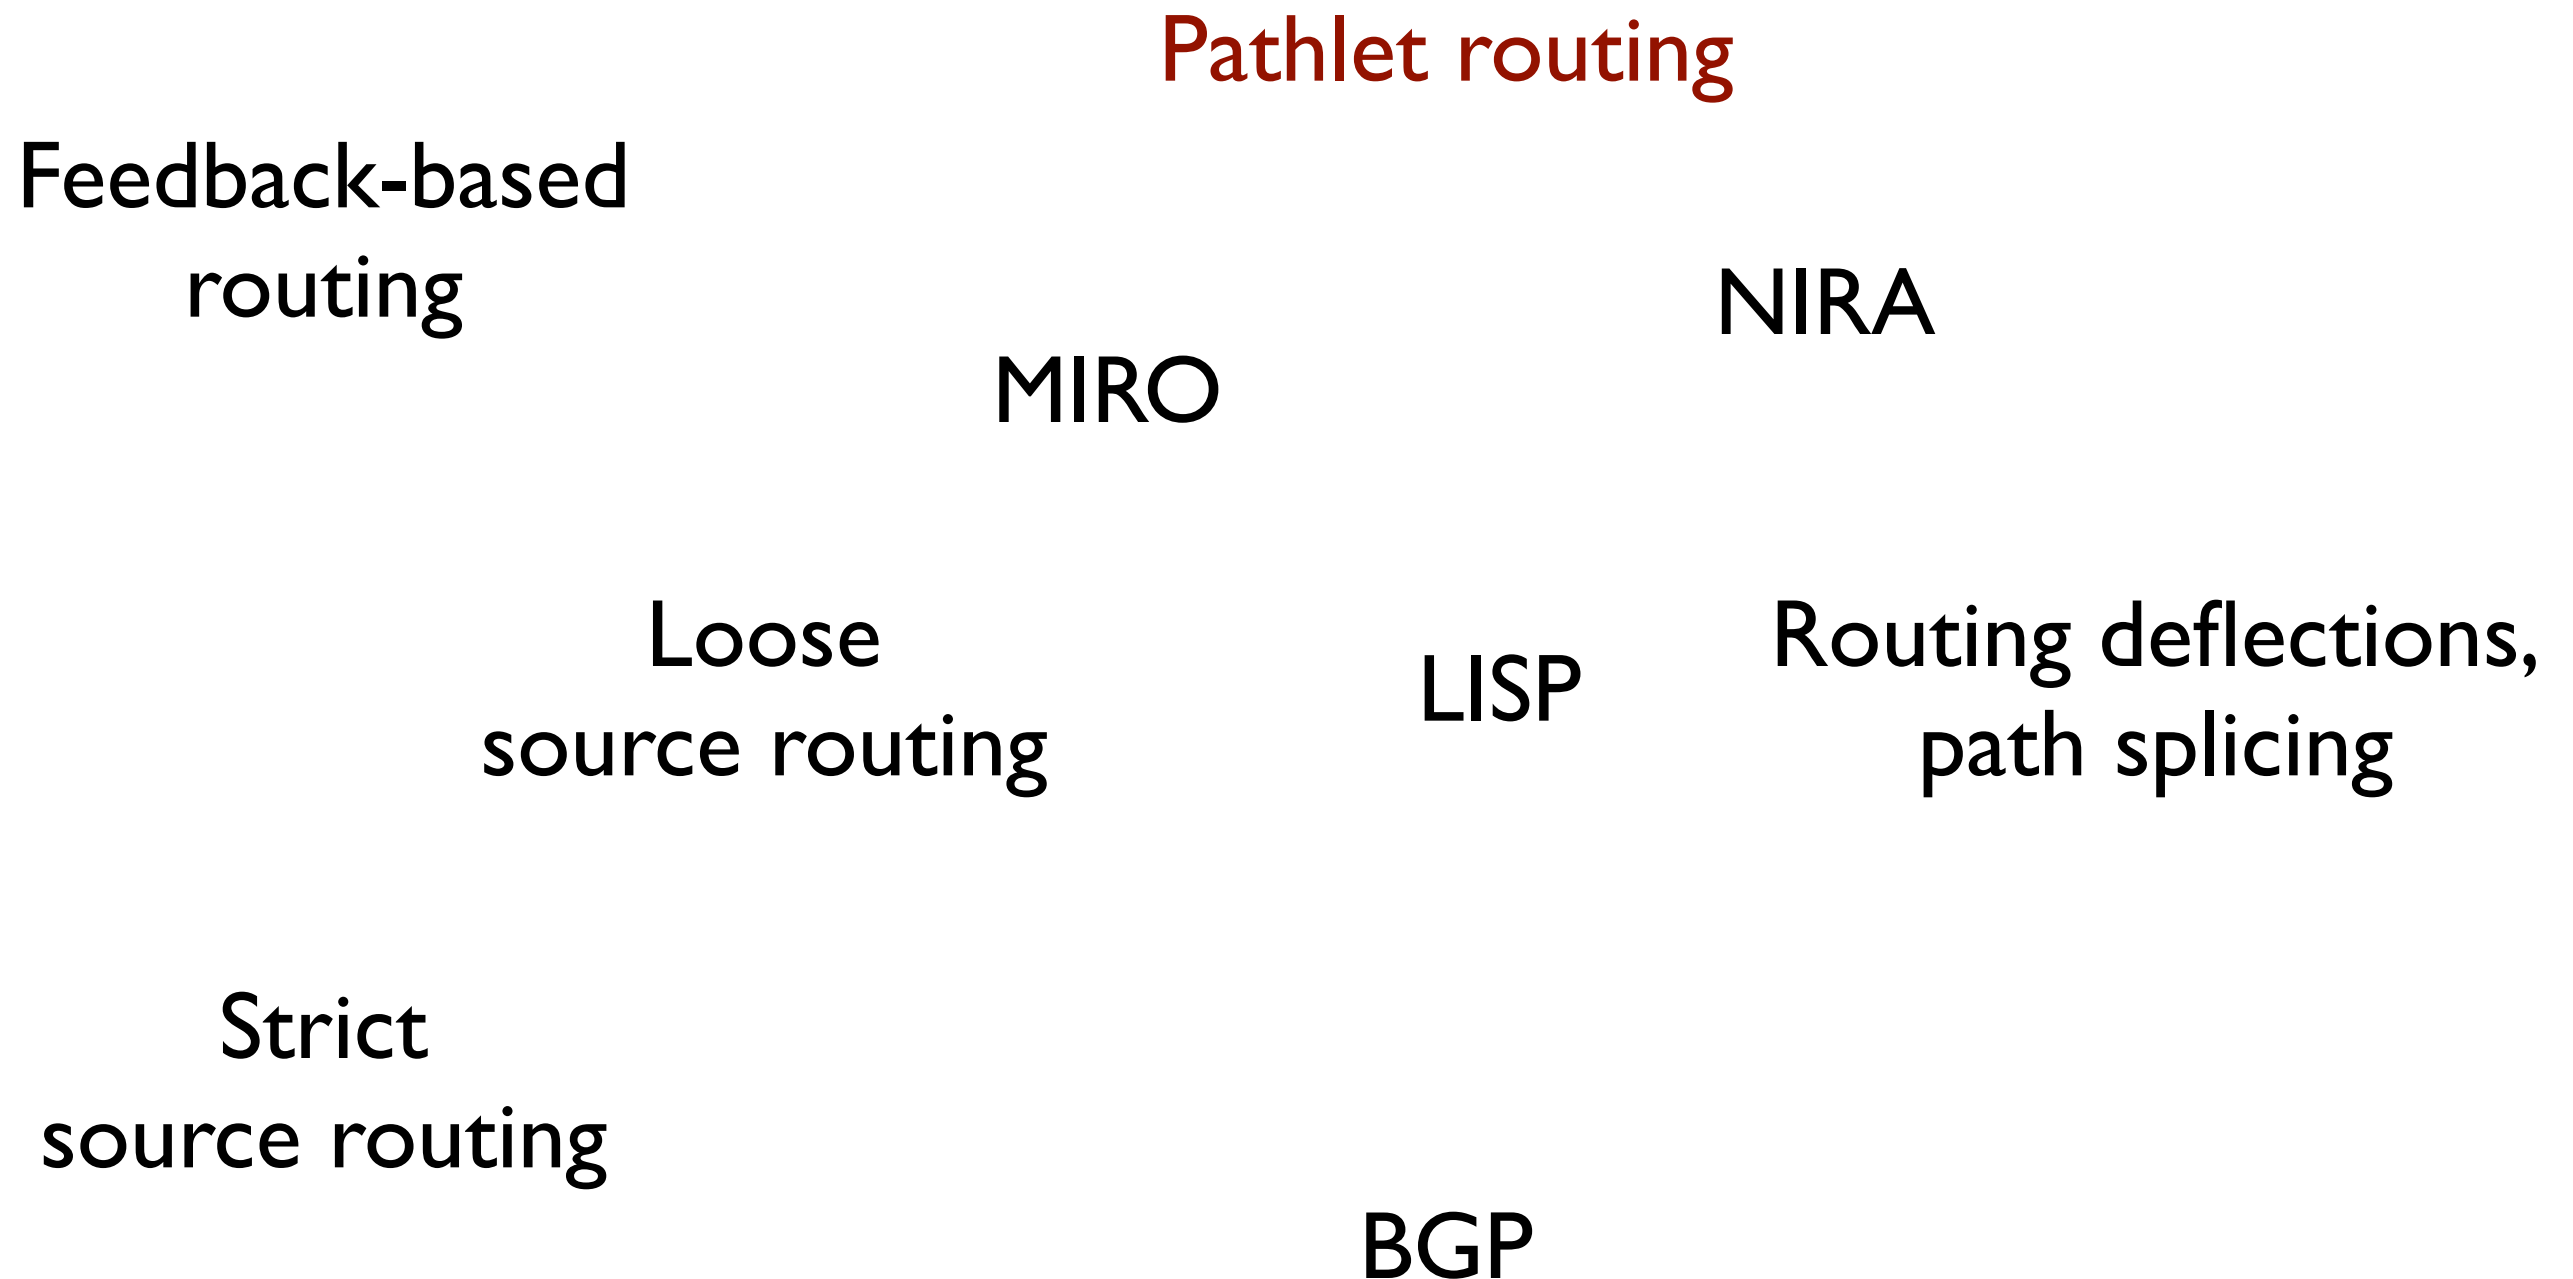 Pathlet routing
Feedback-based
routing
NIRA
MIRO
Loose
source routing
LISP
Routing deflections,
path splicing
Strict
source routing
BGP